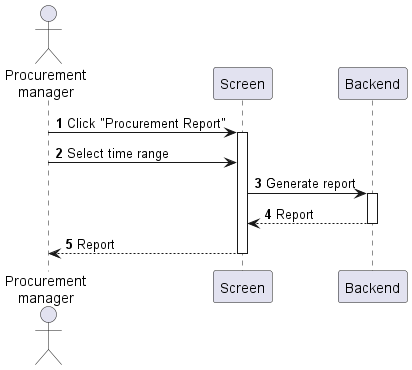 Procurement
manager
Screen
Backend
1 Click "Procurement Report"
2 Select time range
3 Generate report
4 Report
5 Report
Procurement
manager
Screen
Backend